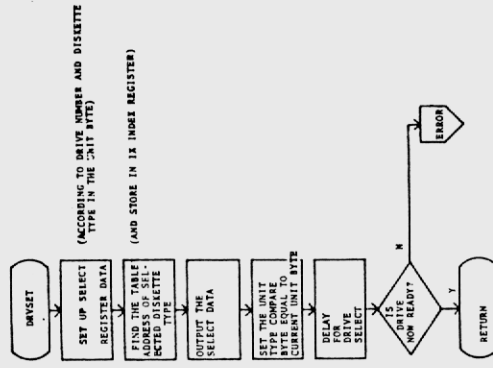 DRVSET
SET UP SELECT
REGISTER DATA
(ACCORDING TO DRIVE NUMBER AND DISKETTE
TYPE IN THE UNIT BYTE)
FIND THE TABLE
ADDRESS OF SEL-
ECTED DISKETTE
TYPE
(AND STORE IN IX INDEX REGISTER)
OUTPUT THE
SELECT DATA
SET THE UNIT
TYPE COMPARE
BYTE EQUAL TO
CURRENT UNIT BYTE
DELAY
FOR
DRIVE
SELECT
IS
DRIVE
NOW READY?
N
ERROR
Y
RETURN